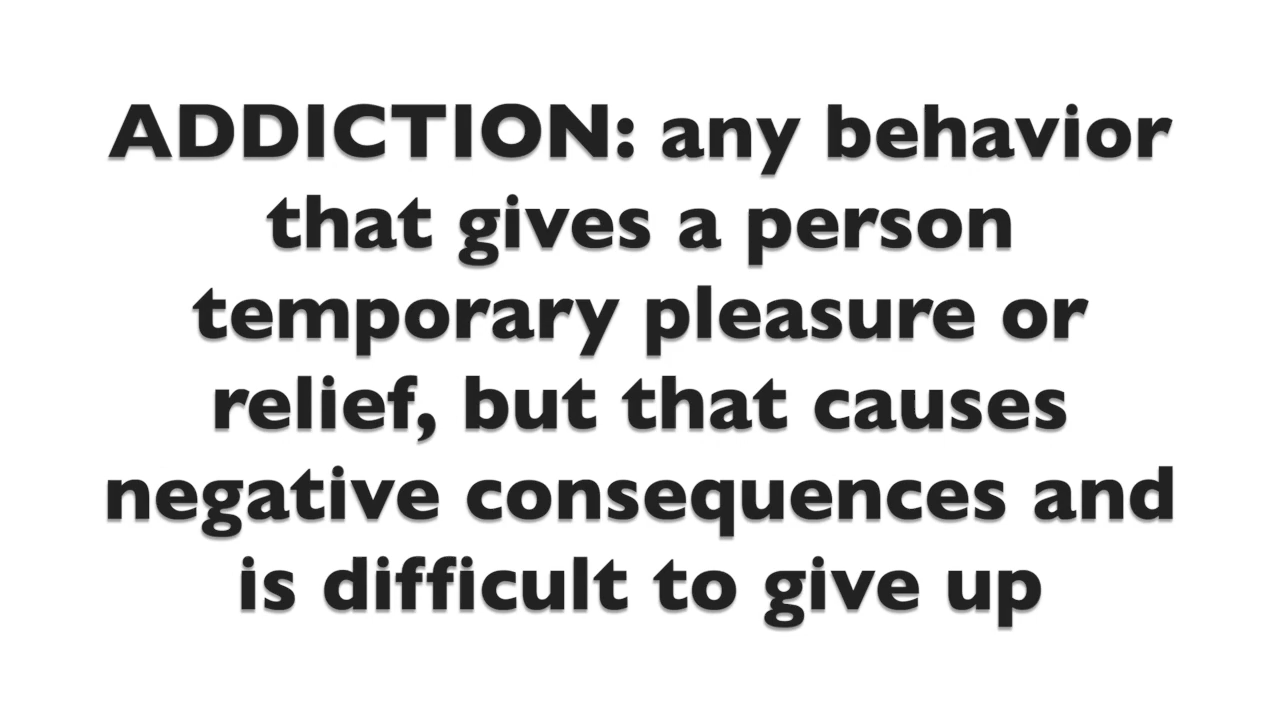 ADDICTION: any behavior
that gives a person
temporary pleasure or
relief, but that causes
negative consequences and
is difficult to give up